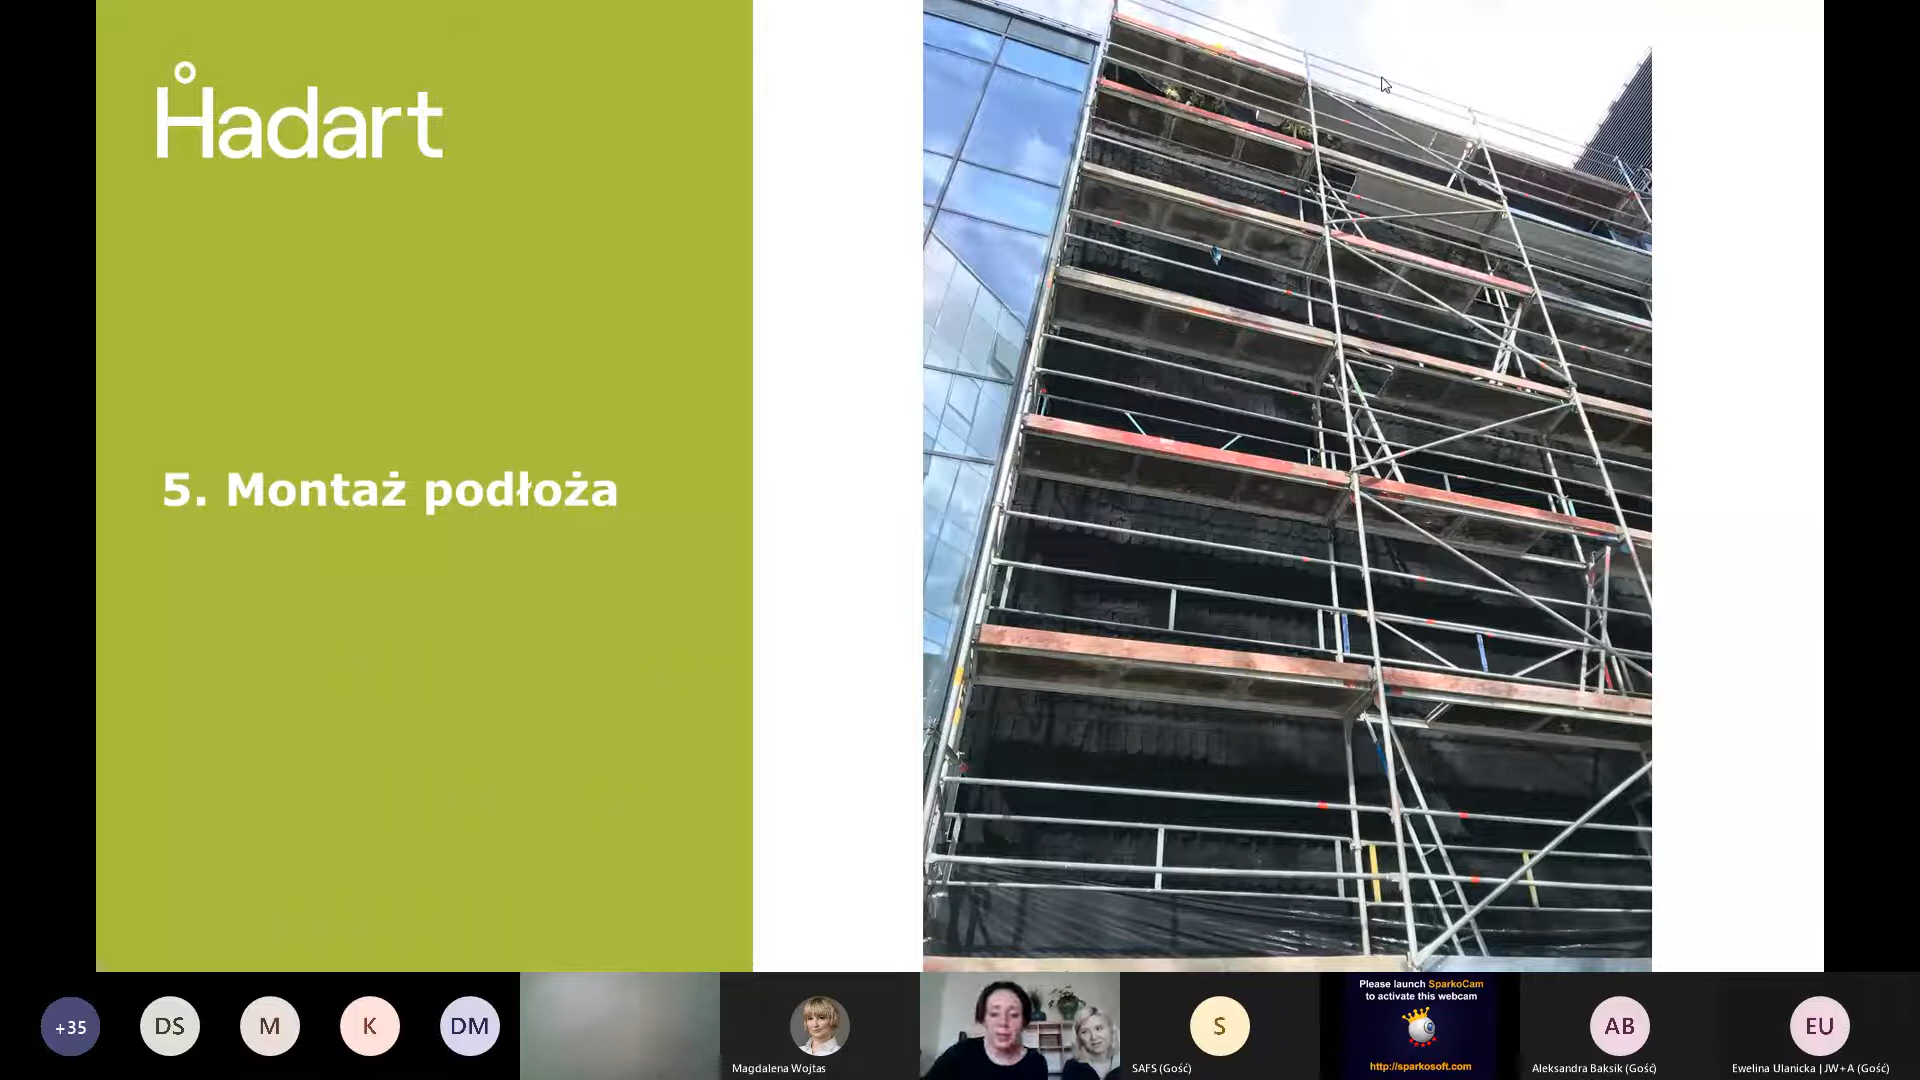 Hadart
5. Montaż podłoża
+35
DS
M
K
DM
Magdalena Wojtas
S
SAFS (Gość)
Please launch SparkoCam
to activate this webcam
http://sparkosoft.com
AB
Aleksandra Baksik (Gość)
EU
Ewelina Ulanicka | JW+A (Gość)